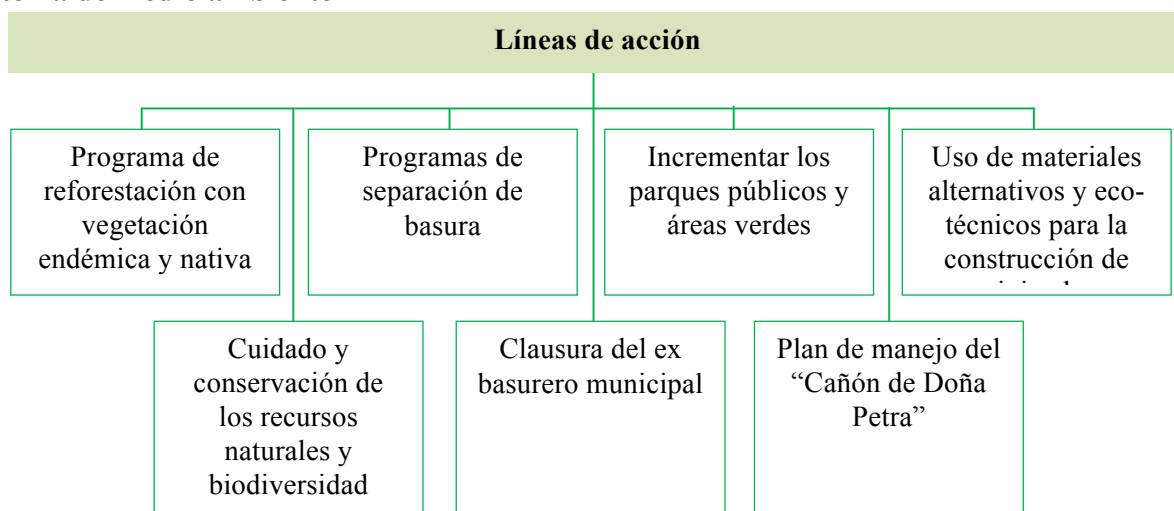 Líneas de acción
Programa de
reforestación con
vegetación
endémica y nativa
Programas de
separación de
basura
Incrementar los
parques públicos y
áreas verdes
Uso de materiales
alternativos y eco-
técnicos para la
construcción de
Cuidado y
conservación de
los recursos
naturales y
biodiversidad
Clausura del ex
basurero municipal
Plan de manejo del
“Cañón de Doña
Petra”